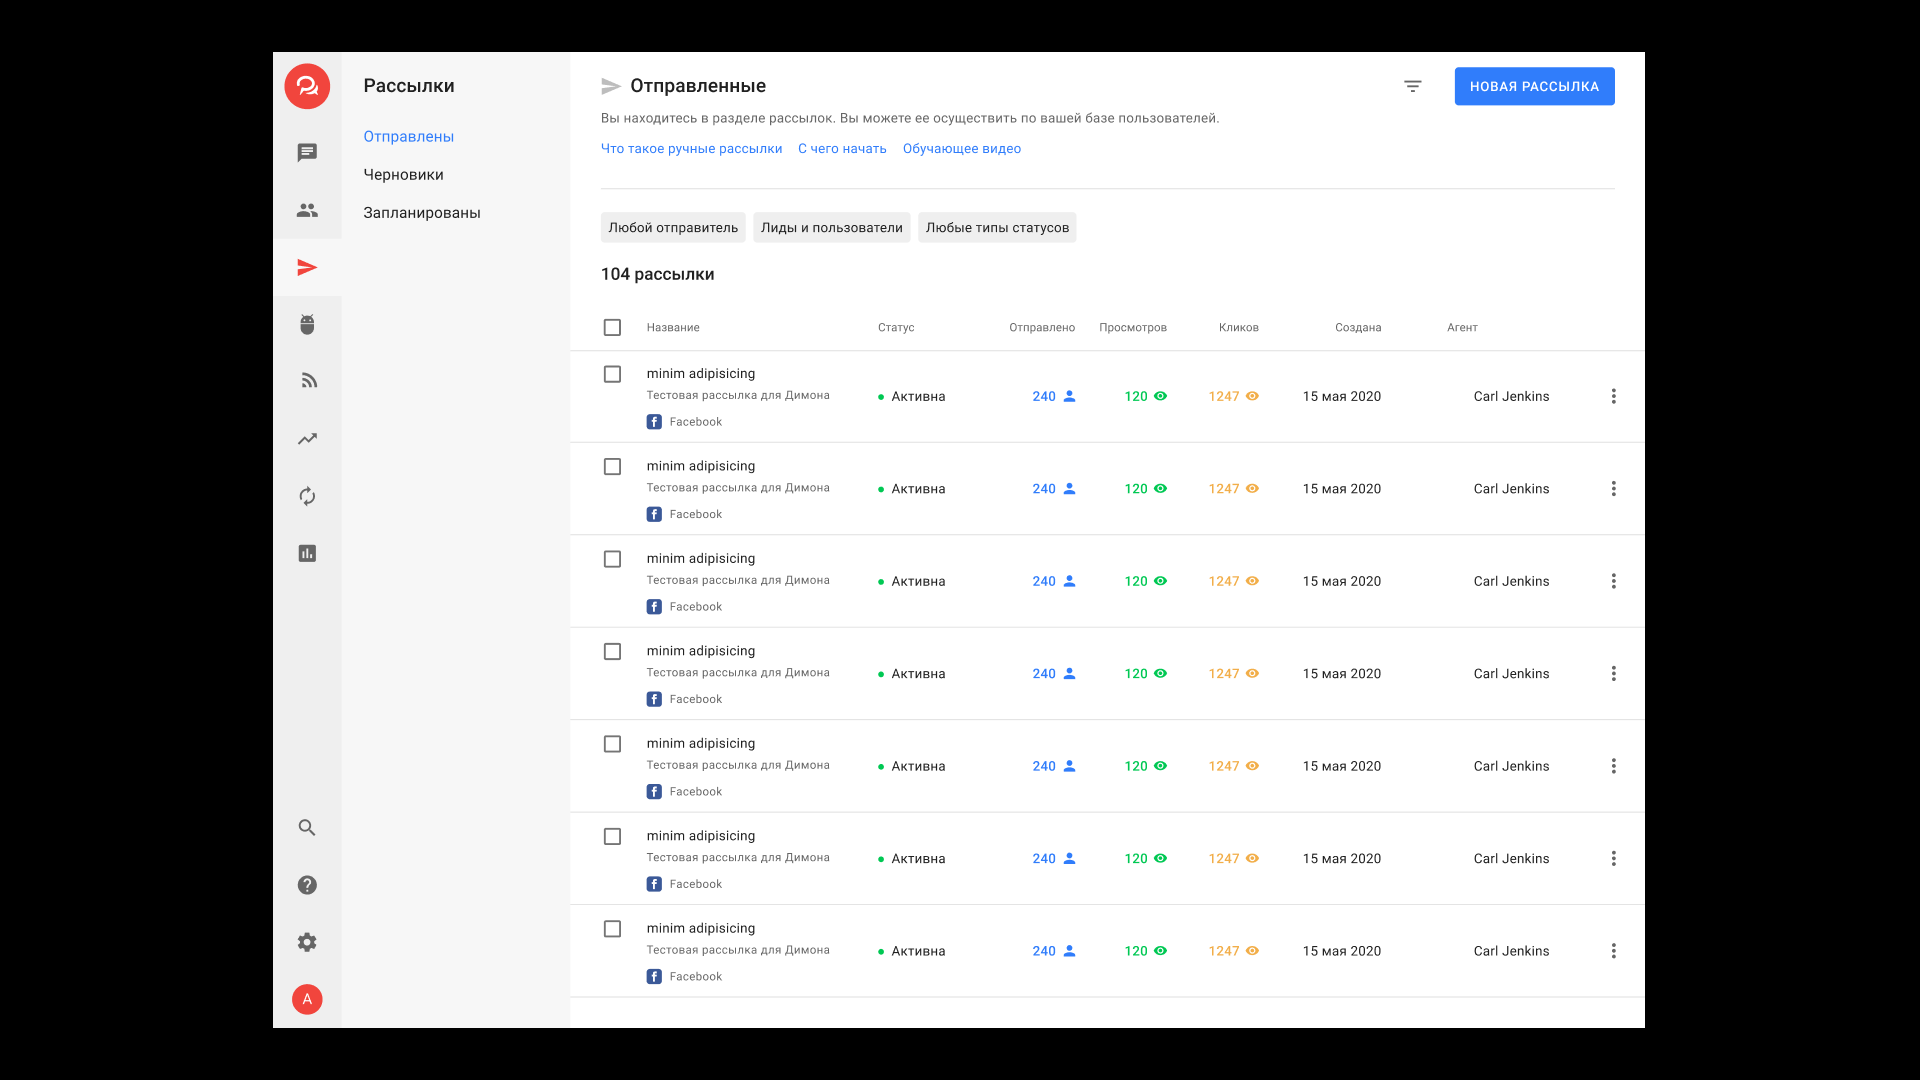 Рассылки
Отправлены
Черновики
Запланированы
A
Отправленные
НОВАЯ РАССЫЛКА
Вы находитесь в разделе рассылок. Вы можете ее осуществить по вашей базе пользователей.
Что такое ручные рассылки С чего начать Обучающее видео
Любой отправитель Лиды и пользователи Любые типы статусов
104 рассылки
Название Статус Отправлено Просмотров Кликов Создана Агент
minim adipisicing
Тестовая рассылка для Димона
Facebook
Активна 240 120 1247 15 мая 2020 Carl Jenkins
minim adipisicing
Тестовая рассылка для Димона
Facebook
Активна 240 120 1247 15 мая 2020 Carl Jenkins
minim adipisicing
Тестовая рассылка для Димона
Facebook
Активна 240 120 1247 15 мая 2020 Carl Jenkins
minim adipisicing
Тестовая рассылка для Димона
Facebook
Активна 240 120 1247 15 мая 2020 Carl Jenkins
minim adipisicing
Тестовая рассылка для Димона
Facebook
Активна 240 120 1247 15 мая 2020 Carl Jenkins
minim adipisicing
Тестовая рассылка для Димона
Facebook
Активна 240 120 1247 15 мая 2020 Carl Jenkins
minim adipisicing
Тестовая рассылка для Димона
Facebook
Активна 240 120 1247 15 мая 2020 Carl Jenkins